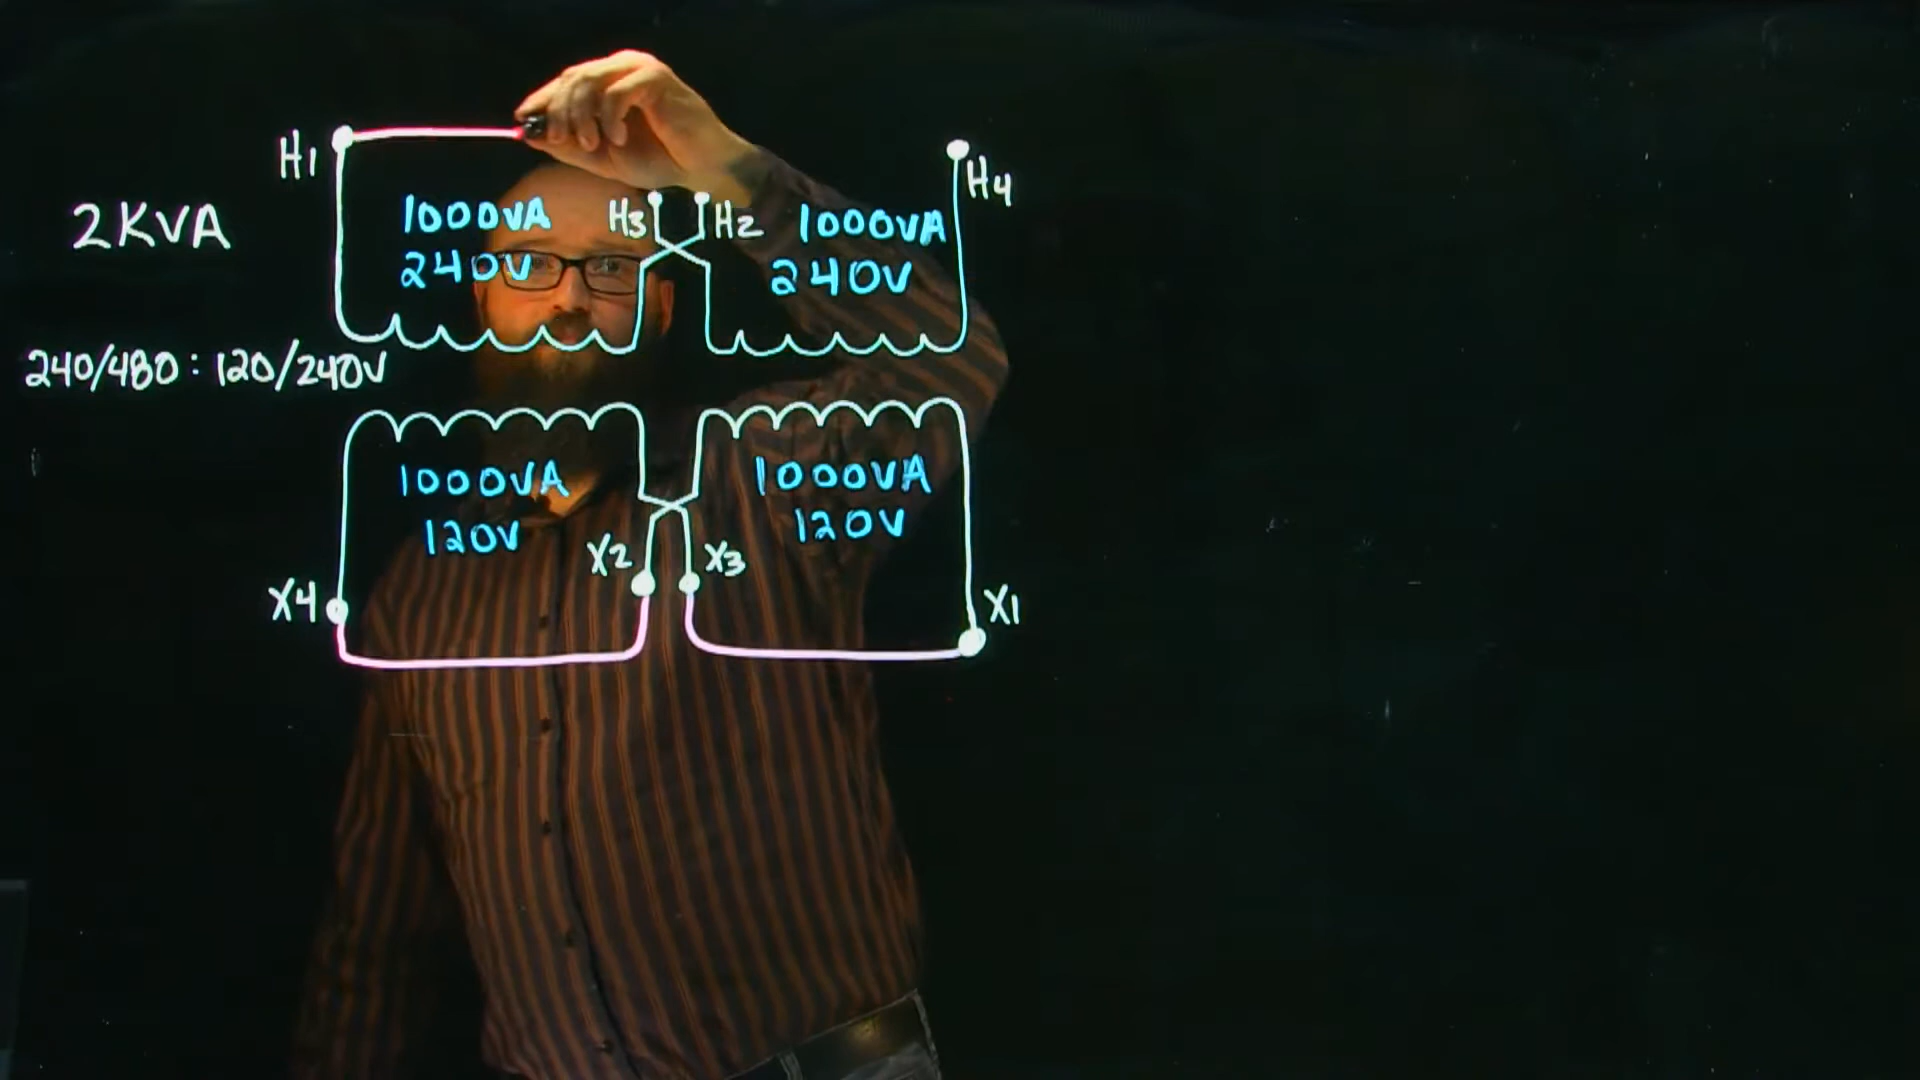 H1
H4
2KVA
1000VA
240V
H3
H2
1000VA
240V
240/480 : 120/240V
1000VA
120V
1000VA
120V
X2
X3
X4
X1